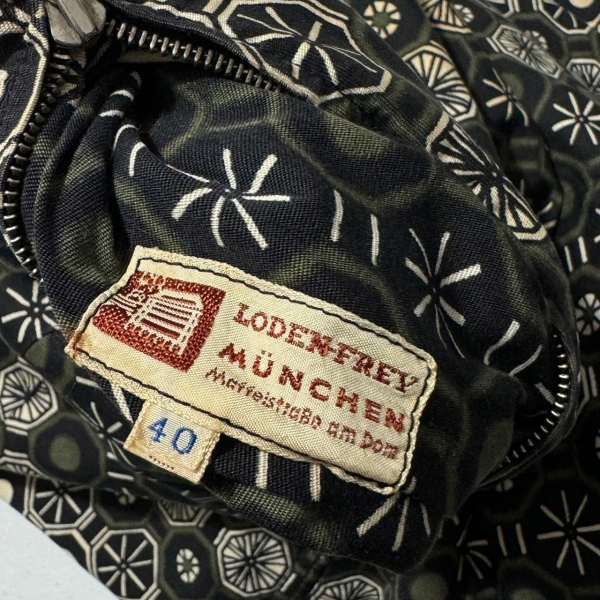 LODEN-FREY
MÜNCHEN
Maffeistraße am Dom
40